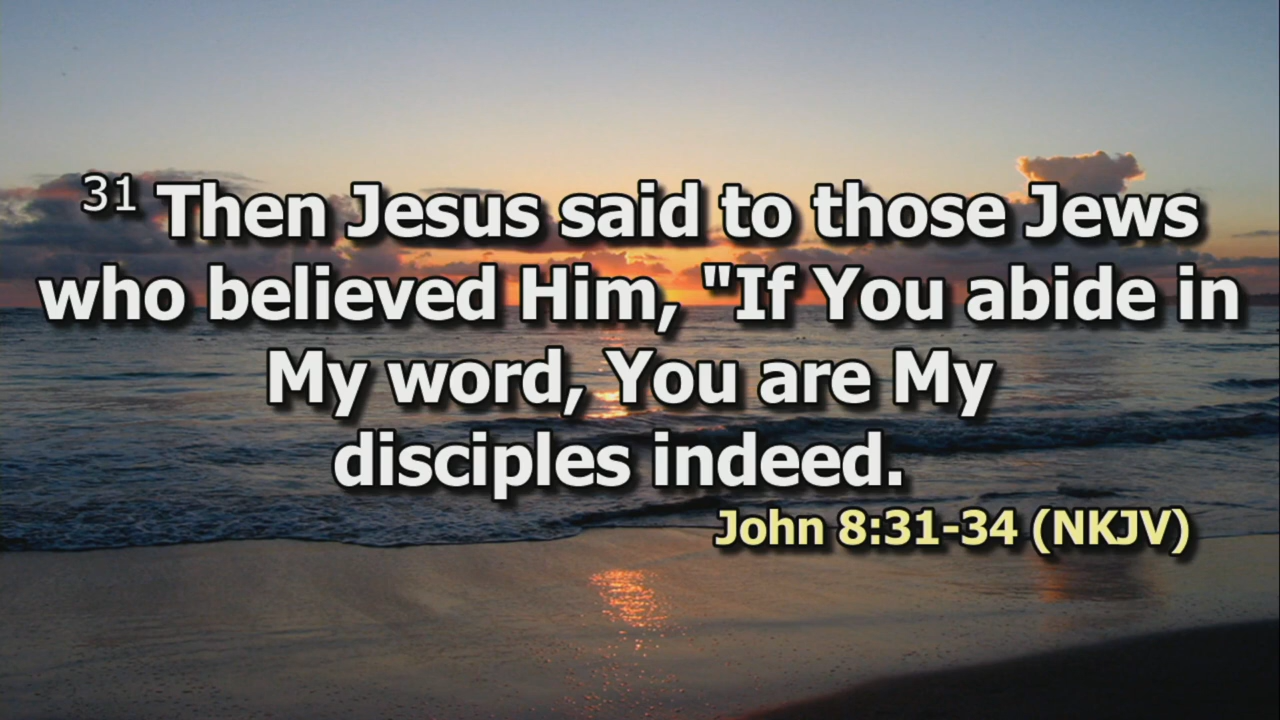 31 Then Jesus said to those Jews
who believed Him, "If You abide in
My word, You are My
disciples indeed.
John 8:31-34 (NKJV)